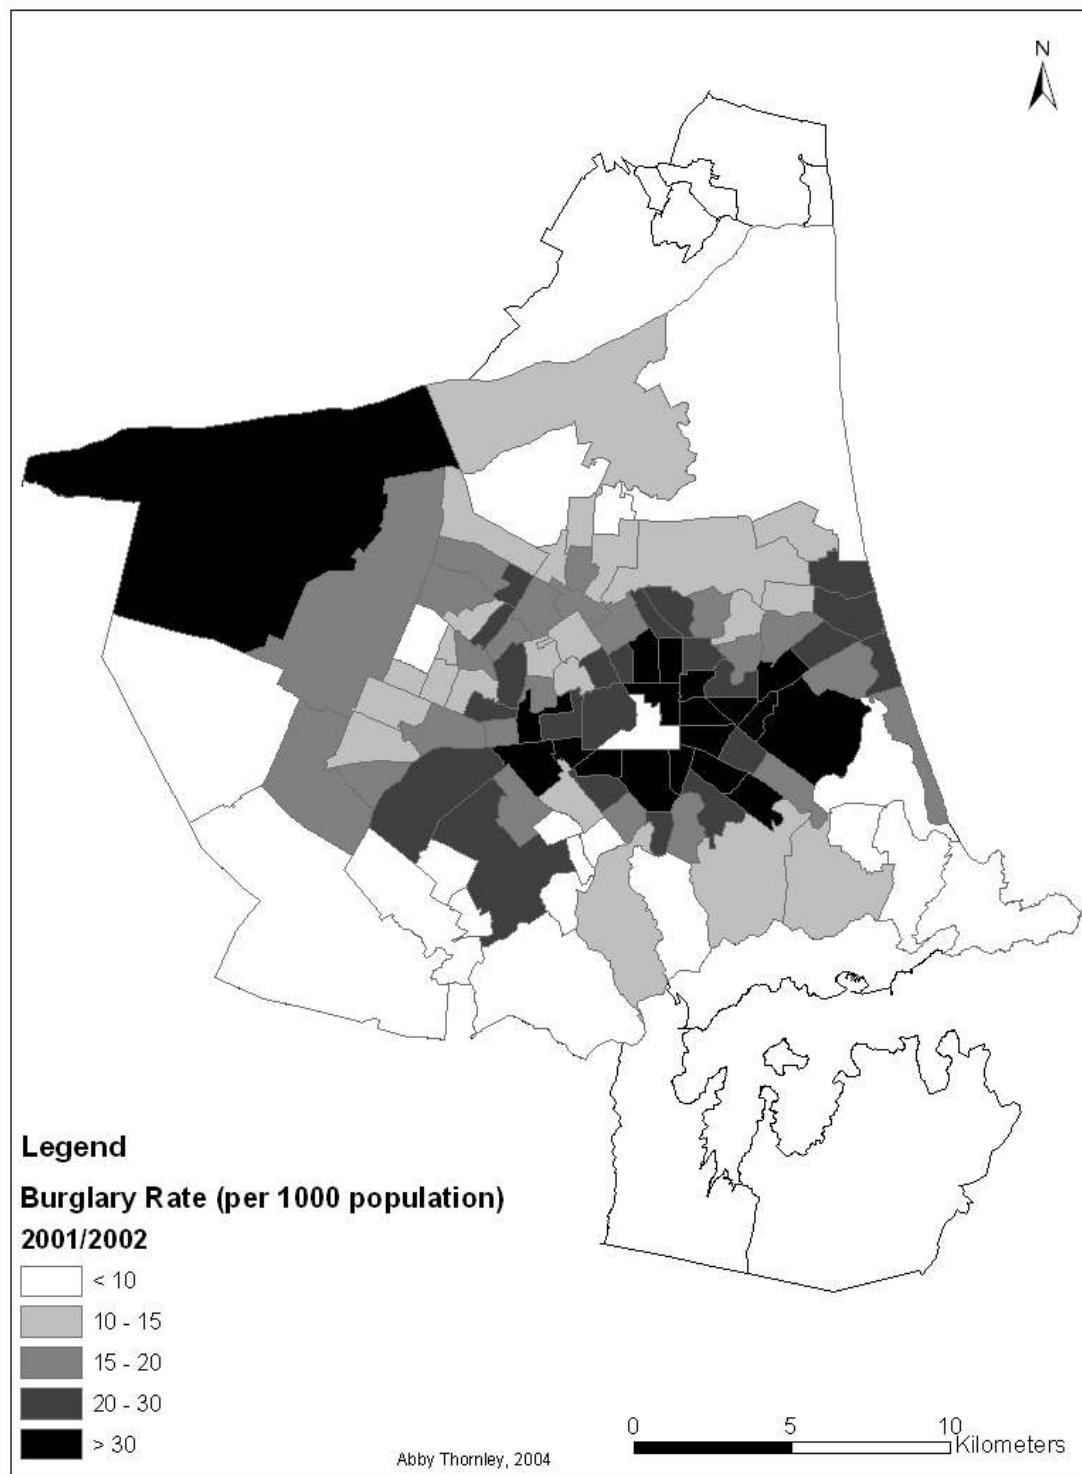 N
Legend
Burglary Rate (per 1000 population)
2001/2002
< 10
10 - 15
15 - 20
20 - 30
> 30
Abby Thornley, 2004
0 5 10
Kilometers